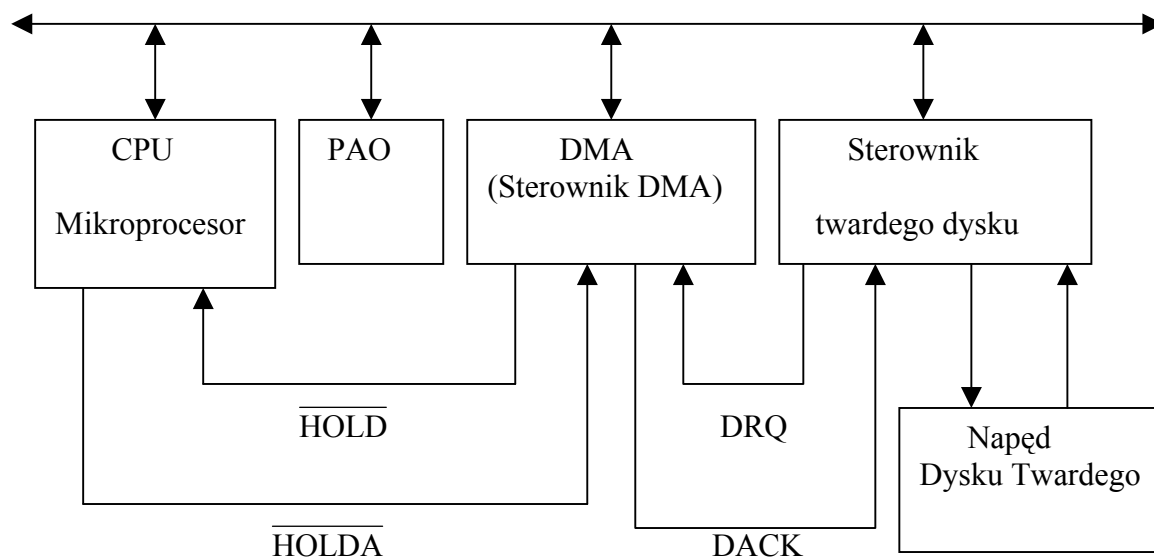 CPU
Mikroprocesor
PAO
DMA
(Sterownik DMA)
Sterownik
twardego dysku
HOLD
DRQ
Napęd
Dysku Twardego
HOLDA
DACK